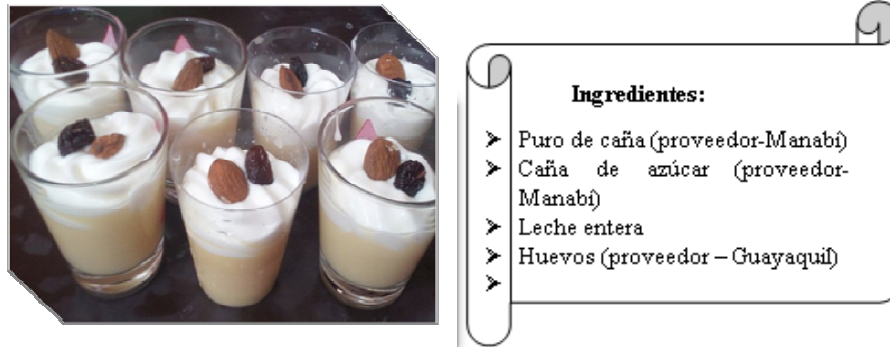 Ingredientes:
➤ Puro de caña (proveedor-Manabí)
➤ Caña de azúcar (proveedor-
Manabí)
➤ Leche entera
➤ Huevos (proveedor – Guayaquil)
➤